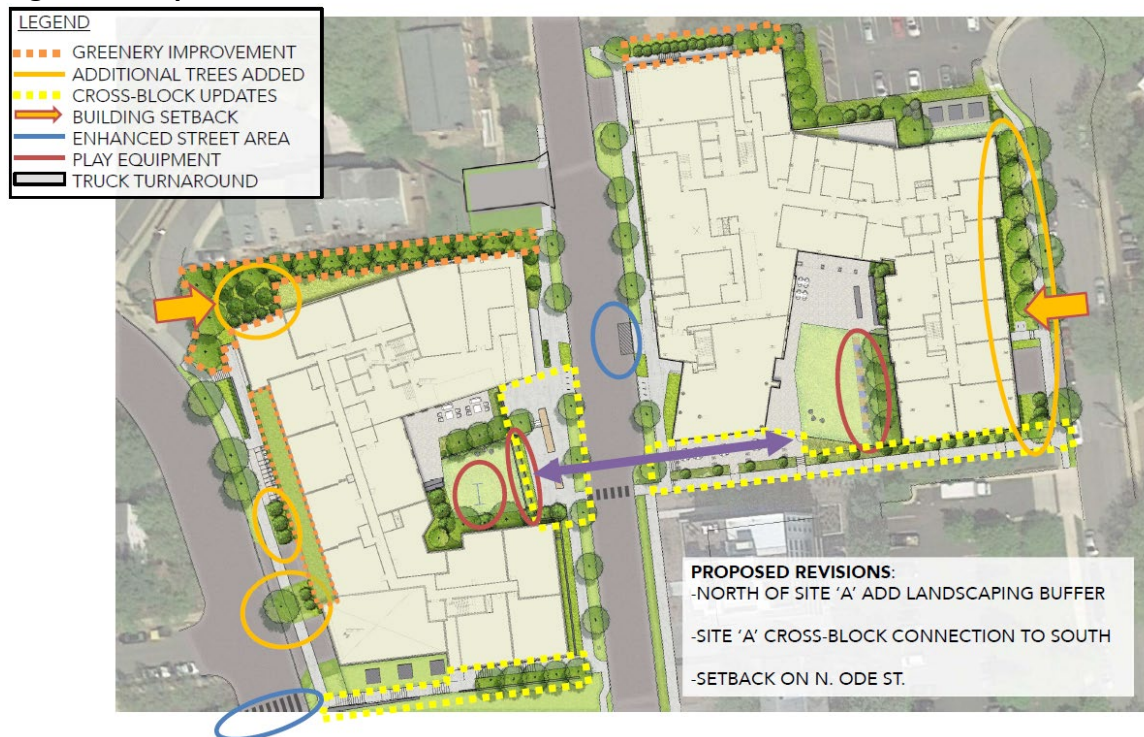 LEGEND
GREENERY IMPROVEMENT
ADDITIONAL TREES ADDED
CROSS-BLOCK UPDATES
BUILDING SETBACK
ENHANCED STREET AREA
PLAY EQUIPMENT
TRUCK TURNAROUND
PROPOSED REVISIONS:
-NORTH OF SITE 'A' ADD LANDSCAPING BUFFER
-SITE 'A' CROSS-BLOCK CONNECTION TO SOUTH
-SETBACK ON N. ODE ST.